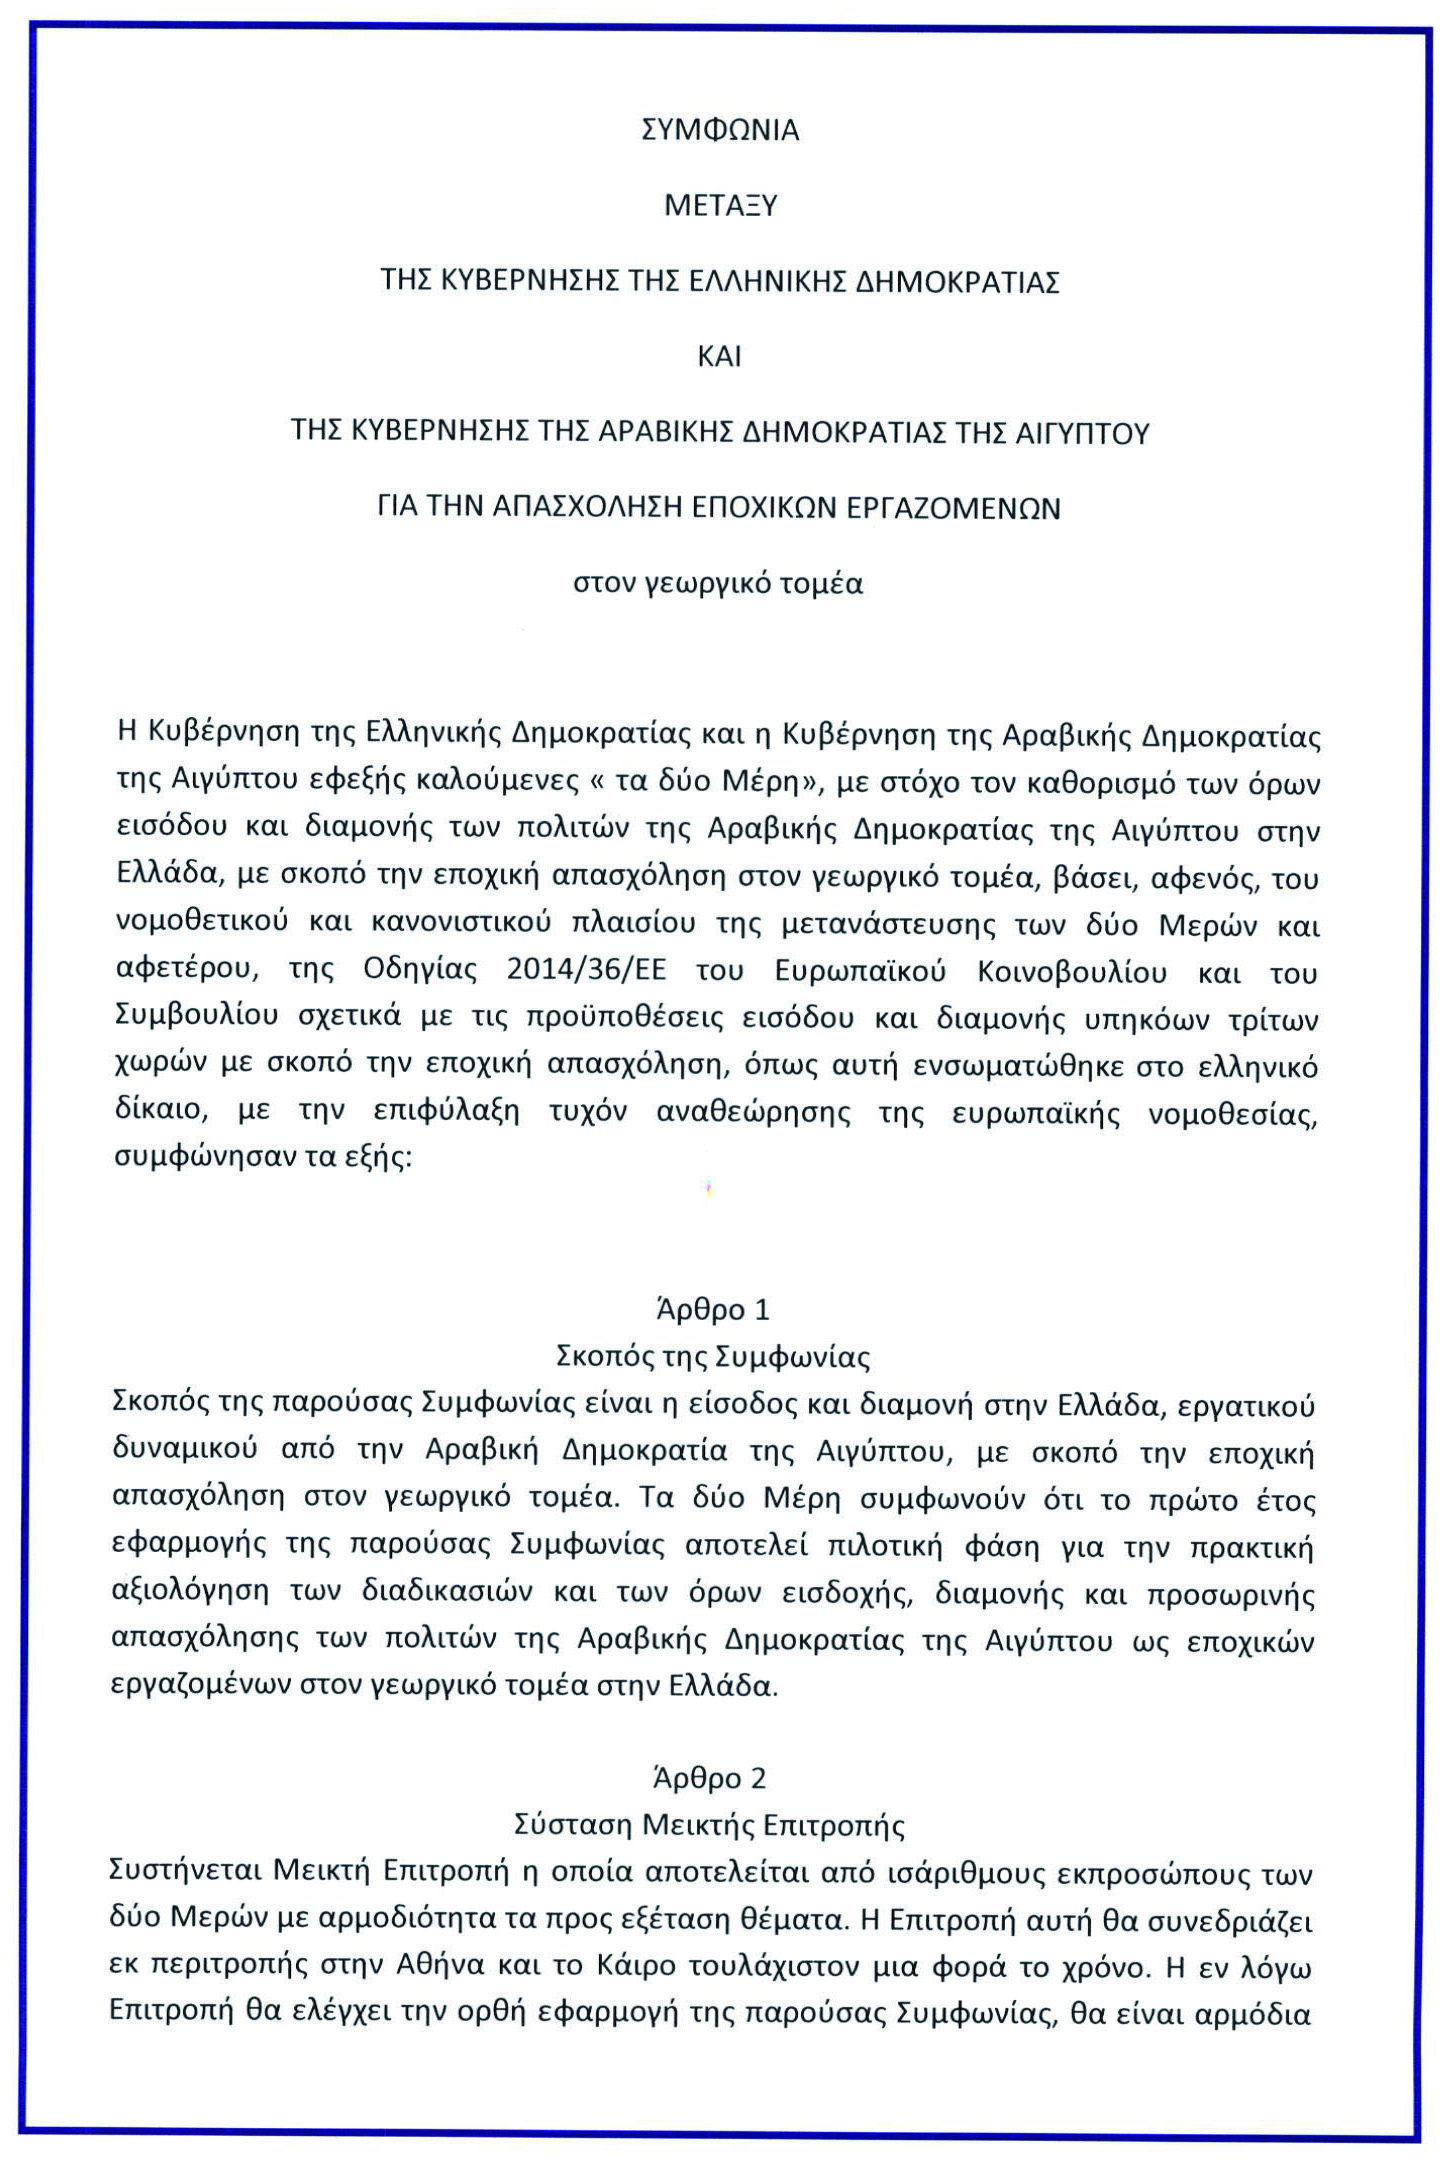 ΣΥΜΦΩΝΙΑ
ΜΕΤΑΞΥ
ΤΗΣ ΚΥΒΕΡΝΗΣΗΣ ΤΗΣ ΕΛΛΗΝΙΚΗΣ ΔΗΜΟΚΡΑΤΙΑΣ
ΚΑΙ
ΤΗΣ ΚΥΒΕΡΝΗΣΗΣ ΤΗΣ ΑΡΑΒΙΚΗΣ ΔΗΜΟΚΡΑΤΙΑΣ ΤΗΣ ΑΙΓΥΠΤΟΥ
ΓΙΑ ΤΗΝ ΑΠΑΣΧΟΛΗΣΗ ΕΠΟΧΙΚΩΝ ΕΡΓΑΖΟΜΕΝΩΝ
στον γεωργικό τομέα
Η Κυβέρνηση της Ελληνικής Δημοκρατίας και η Κυβέρνηση της Αραβικής Δημοκρατίας
της Αιγύπτου εφεξής καλούμενες « τα δύο Μέρη», με στόχο τον καθορισμό των όρων
εισόδου και διαμονής των πολιτών της Αραβικής Δημοκρατίας της Αιγύπτου στην
Ελλάδα, με σκοπό την εποχική απασχόληση στον γεωργικό τομέα, βάσει, αφενός, του
νομοθετικού και κανονιστικού πλαισίου της μετανάστευσης των δύο Μερών και
αφετέρου, της Οδηγίας 2014/36/ΕΕ του Ευρωπαϊκού Κοινοβουλίου και του
Συμβουλίου σχετικά με τις προϋποθέσεις εισόδου και διαμονής υπηκόων τρίτων
χωρών με σκοπό την εποχική απασχόληση, όπως αυτή ενσωματώθηκε στο ελληνικό
δίκαιο, με την επιφύλαξη τυχόν αναθεώρησης της ευρωπαϊκής νομοθεσίας,
συμφώνησαν τα εξής:
Άρθρο 1
Σκοπός της Συμφωνίας
Σκοπός της παρούσας Συμφωνίας είναι η είσοδος και διαμονή στην Ελλάδα, εργατικού
δυναμικού από την Αραβική Δημοκρατία της Αιγύπτου, με σκοπό την εποχική
απασχόληση στον γεωργικό τομέα. Τα δύο Μέρη συμφωνούν ότι το πρώτο έτος
εφαρμογής της παρούσας Συμφωνίας αποτελεί πιλοτική φάση για την πρακτική
αξιολόγηση των διαδικασιών και των όρων εισδοχής, διαμονής και προσωρινής
απασχόλησης των πολιτών της Αραβικής Δημοκρατίας της Αιγύπτου ως εποχικών
εργαζομένων στον γεωργικό τομέα στην Ελλάδα.
Άρθρο 2
Σύσταση Μεικτής Επιτροπής
Συστήνεται Μεικτή Επιτροπή η οποία αποτελείται από ισάριθμους εκπροσώπους των
δύο Μερών με αρμοδιότητα τα προς εξέταση θέματα. Η Επιτροπή αυτή θα συνεδριάζει
εκ περιτροπής στην Αθήνα και το Κάιρο τουλάχιστον μια φορά το χρόνο. Η εν λόγω
Επιτροπή θα ελέγχει την ορθή εφαρμογή της παρούσας Συμφωνίας, θα είναι αρμόδια